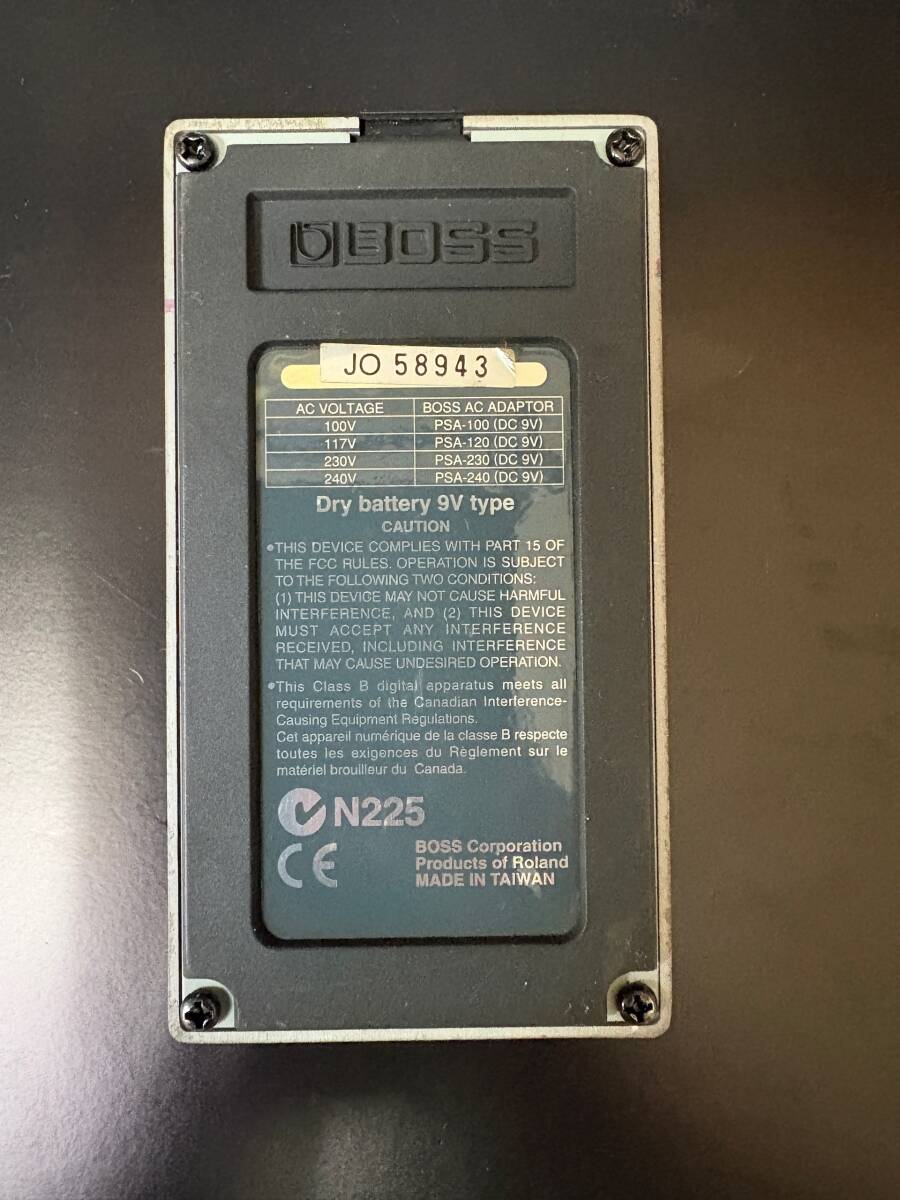 BOSS
JO 58943
AC VOLTAGE BOSS AC ADAPTOR
100V PSA-100 (DC 9V)
117V PSA-120 (DC 9V)
230V PSA-230 (DC 9V)
240V PSA-240 (DC 9V)
Dry battery 9V type
CAUTION
•THIS DEVICE COMPLIES WITH PART 15 OF
THE FCC RULES. OPERATION IS SUBJECT
TO THE FOLLOWING TWO CONDITIONS:
(1) THIS DEVICE MAY NOT CAUSE HARMFUL
INTERFERENCE, AND (2) THIS DEVICE
MUST ACCEPT ANY INTERFERENCE
RECEIVED, INCLUDING INTERFERENCE
THAT MAY CAUSE UNDESIRED OPERATION.
•This Class B digital apparatus meets all
requirements of the Canadian Interference-
Causing Equipment Regulations.
Cet appareil numérique de la classe B respecte
toutes les exigences du Règlement sur le
matériel brouilleur du Canada.
N225
CE
BOSS Corporation
Products of Roland
MADE IN TAIWAN